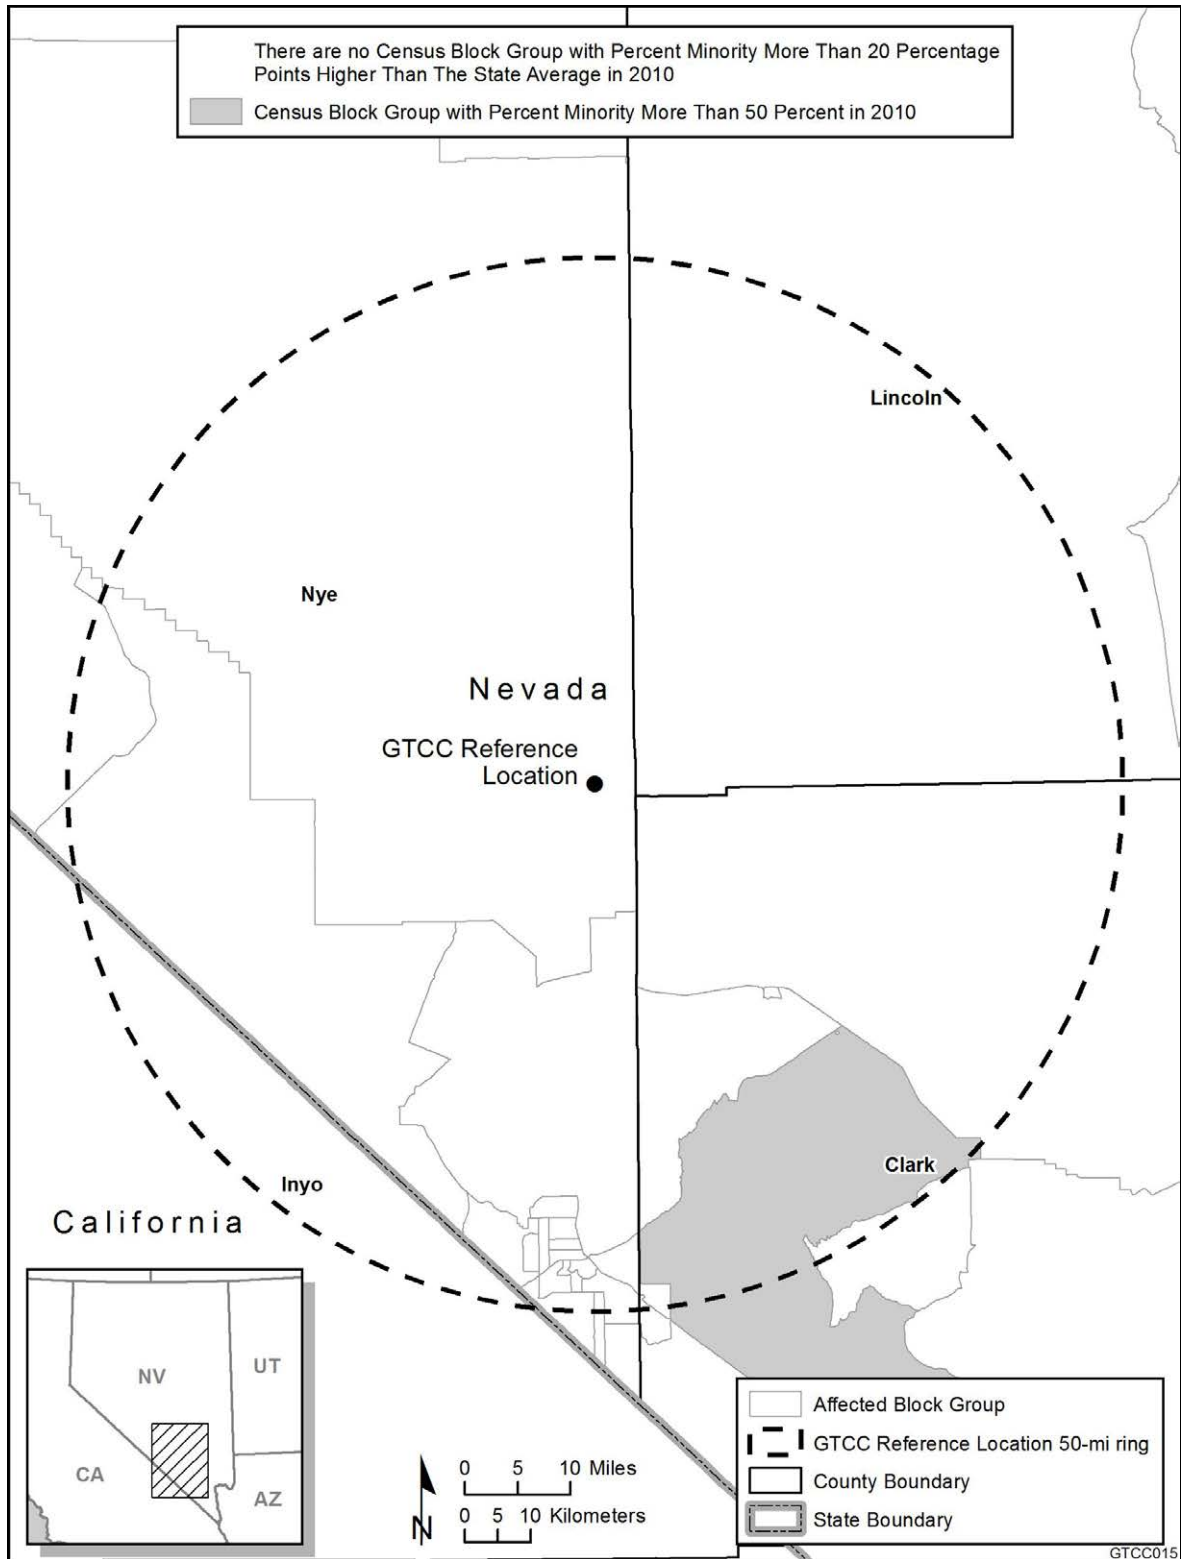 There are no Census Block Group with Percent Minority More Than 20 Percentage
Points Higher Than The State Average in 2010
Census Block Group with Percent Minority More Than 50 Percent in 2010
Lincoln
Nye
Nevada
GTCC Reference
Location
Clark
Inyo
California
NV
UT
CA
AZ
N
0 5 10 Miles
0 5 10 Kilometers
Affected Block Group
GTCC Reference Location 50-mi ring
County Boundary
State Boundary
GTCC015